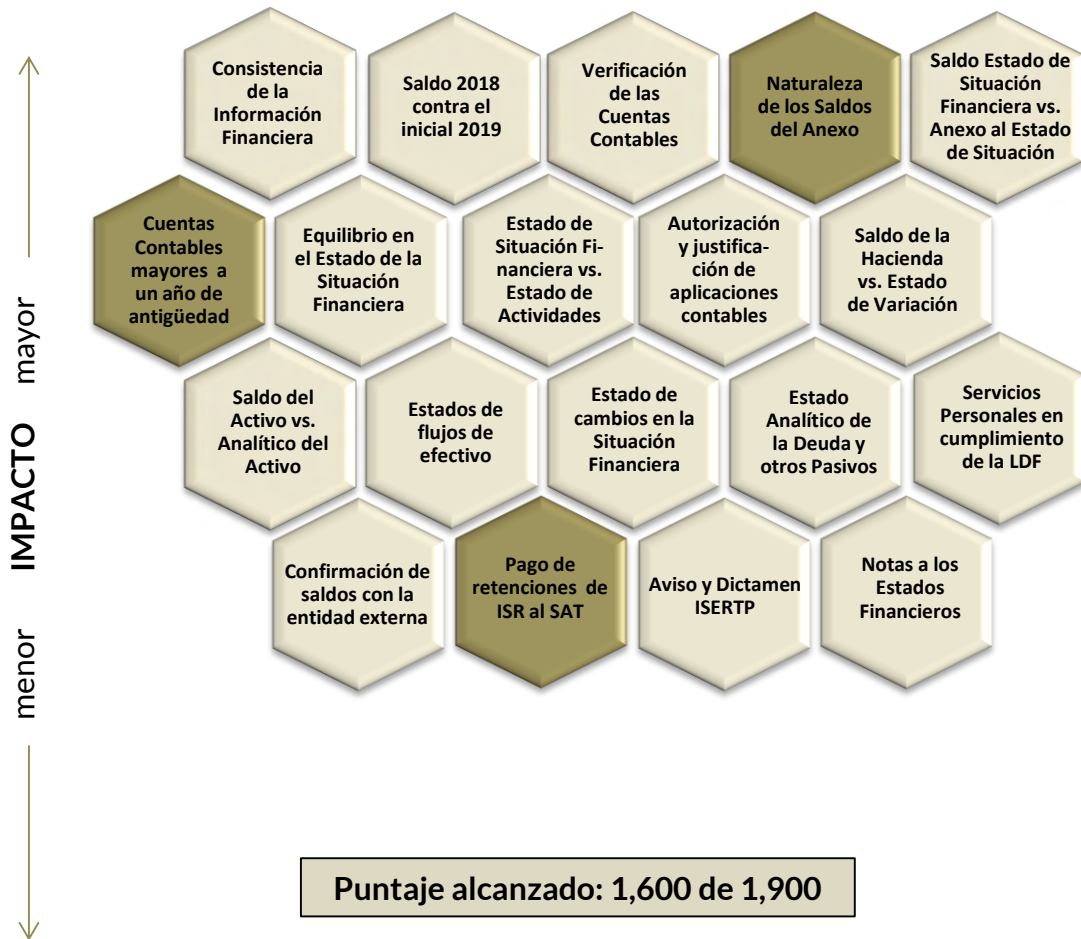 Consistencia
de la
Información
Financiera
Saldo 2018
contra el
inicial 2019
Verificación
de las
Cuentas
Contables
Naturaleza
de los Saldos
del Anexo
Saldo Estado de
Situación
Financiera vs.
Anexo al Estado
de Situación
Cuentas
Contables
mayores a
un año de
antigüedad
Equilibrio en
el Estado de la
Situación
Financiera
Estado de
Situación Fi-
nanciera vs.
Estado de
Actividades
Autorización
y justifica-
ción de
aplicaciones
contables
Saldo de la
Hacienda
vs. Estado
de Variación
Saldo del
Activo vs.
Analítico del
Activo
Estados de
flujos de
efectivo
Estado de
cambios en la
Situación
Financiera
Estado
Analítico de
la Deuda y
otros Pasivos
Servicios
Personales en
cumplimiento
de la LDF
Confirmación de
saldos con la
entidad externa
Pago de
retenciones de
ISR al SAT
Aviso y Dictamen
ISERTP
Notas a los
Estados
Financieros
menor IMPACTO mayor
Puntaje alcanzado: 1,600 de 1,900